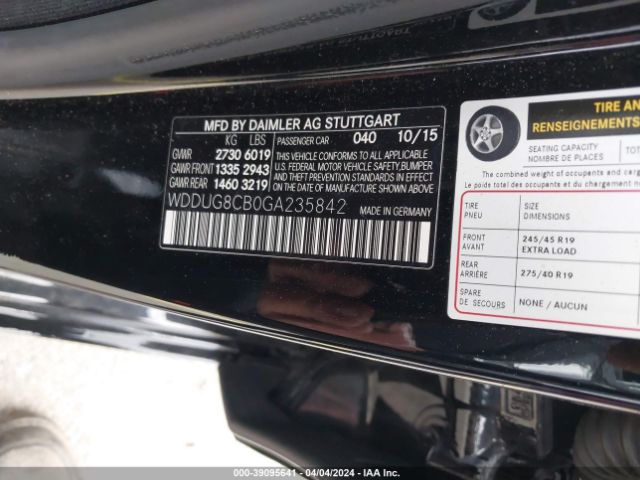 MFD BY DAIMLER AG STUTTGART
KG LBS PASSENGER CAR 040 10/15
GVWR 2730 6019
GAWR FRONT 1335 2943
GAWR REAR 1460 3219
THIS VEHICLE CONFORMS TO ALL APPLICABLE
U.S. FEDERAL MOTOR VEHICLE SAFETY, BUMPER
AND THEFT PREVENTION STANDARDS IN EFFECT
ON THE DATE OF MANUFACTURE SHOWN ABOVE.
WDDUG8CB0GA235842 MADE IN GERMANY
TIRE AN
RENSEIGNEMENTS
SEATING CAPACITY
NOMBRE DE PLACES TOT
The combined weight of occupants and ca
Le poids total des occupants et du chargement
TIRE SIZE
PNEU DIMENSIONS
FRONT 245/45 R19
AVANT EXTRA LOAD
REAR 275/40 R19
ARRIÈRE
SPARE NONE / AUCUN
DE SECOURS
000-39095641 - 04/04/2024 - IAA Inc.